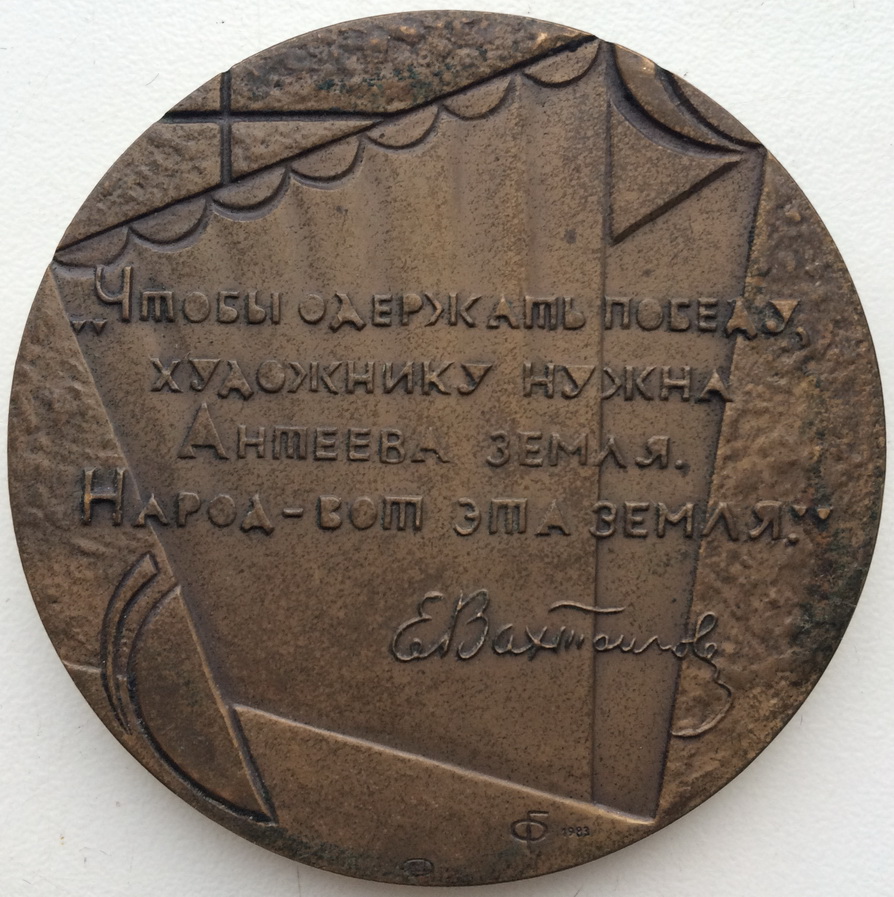 „Чтобы одержать победу,
художнику нужна
Антеева земля.
Народ-вот эта земля.“
Е Вахтангов
1983